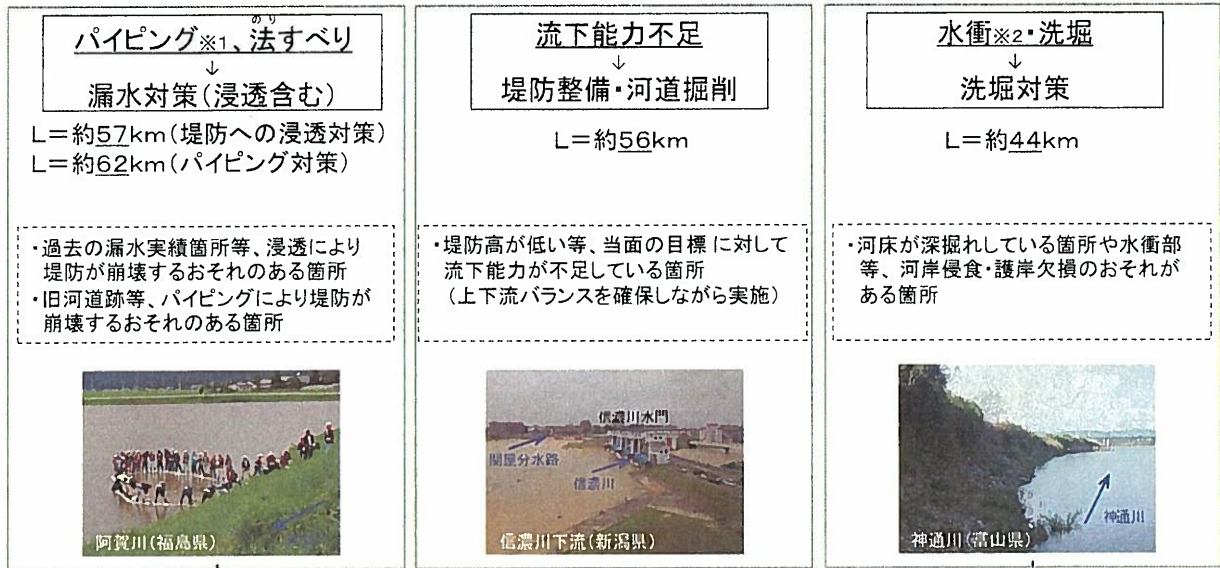 パイピング※1、法すべり
のり
↓
漏水対策(浸透含む)
L=約57km(堤防への浸透対策)
L=約62km(パイピング対策)
・過去の漏水実績箇所等、浸透により
堤防が崩壊するおそれのある箇所
・旧河道跡等、パイピングにより堤防が
崩壊するおそれのある箇所
阿賀川(福島県)
流下能力不足
↓
堤防整備・河道掘削
L=約56km
・堤防高が低い等、当面の目標に対して
流下能力が不足している箇所
(上下流バランスを確保しながら実施)
信濃川水門
関屋分水路
信濃川
信濃川下流(新潟県)
水衝※2・洗堀
↓
洗堀対策
L=約44km
・河床が深掘れしている箇所や水衝部
等、河岸侵食・護岸欠損のおそれが
ある箇所
神通川
神通川(富山県)